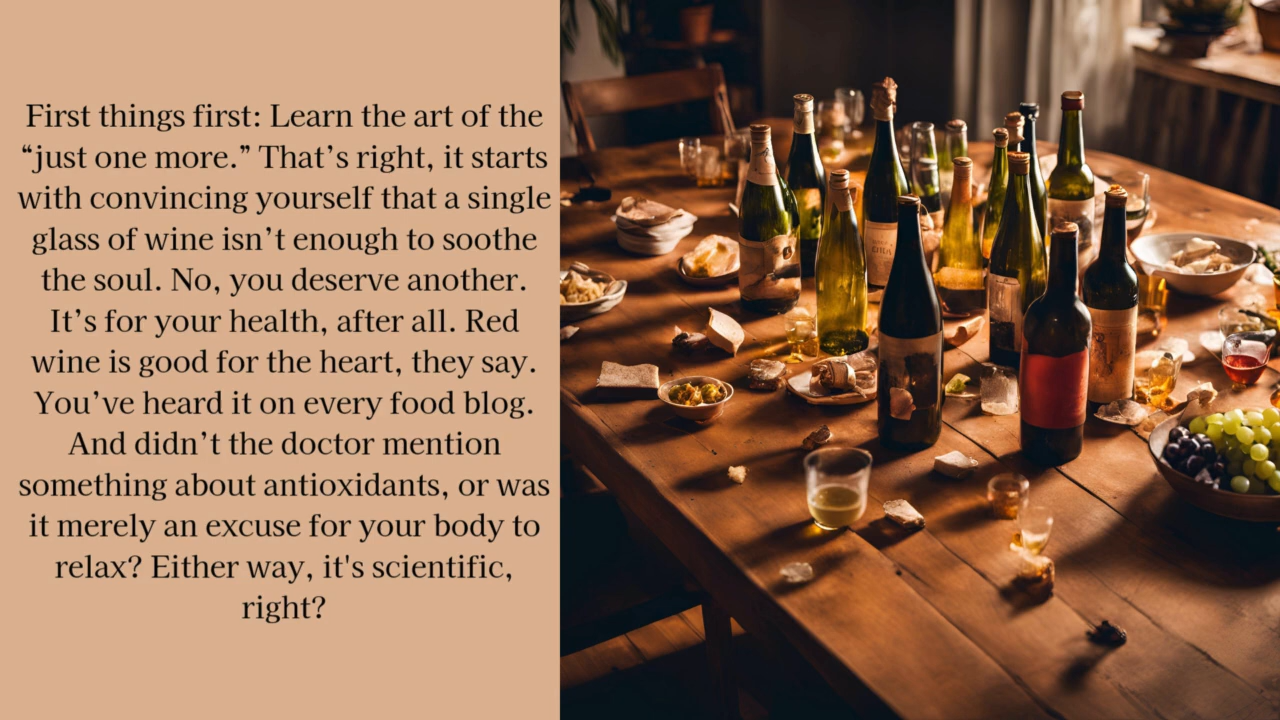 First things first: Learn the art of the
“just one more.” That’s right, it starts
with convincing yourself that a single
glass of wine isn’t enough to soothe
the soul. No, you deserve another.
It’s for your health, after all. Red
wine is good for the heart, they say.
You’ve heard it on every food blog.
And didn’t the doctor mention
something about antioxidants, or was
it merely an excuse for your body to
relax? Either way, it's scientific,
right?